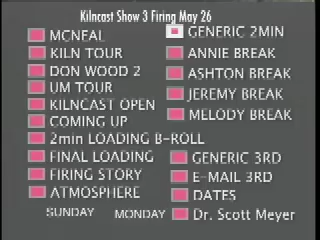 Kilncast Show 3 Firing May 26
MCNEAL
KILN TOUR
DON WOOD 2
UM TOUR
KILNCAST OPEN
COMING UP
2min LOADING B-ROLL
FINAL LOADING
FIRING STORY
ATMOSPHERE
SUNDAY MONDAY
GENERIC 2MIN
ANNIE BREAK
ASHTON BREAK
JEREMY BREAK
MELODY BREAK
GENERIC 3RD
E-MAIL 3RD
DATES
Dr. Scott Meyer